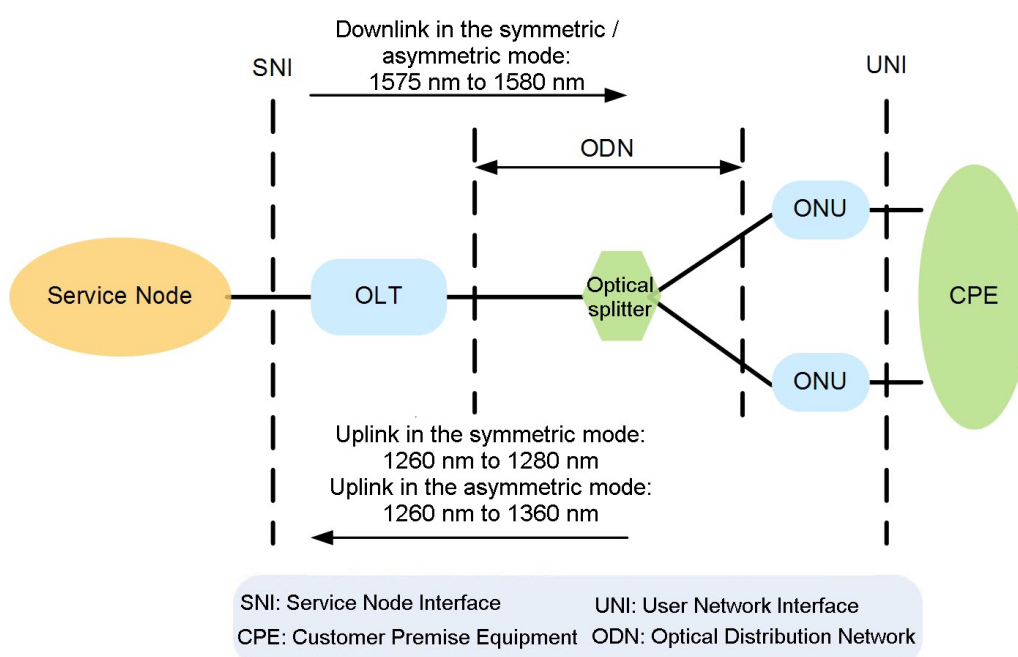 Downlink in the symmetric /
asymmetric mode:
1575 nm to 1580 nm
SNI
UNI
ODN
ONU
Service Node
OLT
Optical
splitter
CPE
ONU
Uplink in the symmetric mode:
1260 nm to 1280 nm
Uplink in the asymmetric mode:
1260 nm to 1360 nm
SNI: Service Node Interface
UNI: User Network Interface
CPE: Customer Premise Equipment
ODN: Optical Distribution Network